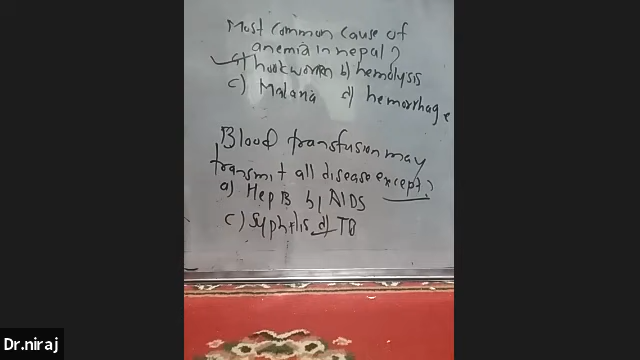 Most common cause of
anemia in nepal?
a) hookworm b) hemolysis
c) Malaria d) hemorrhage
Blood transfusion may
transmit all disease except?
a) Hep B b) AIDS
c) Syphilis d) TB
Dr.niraj